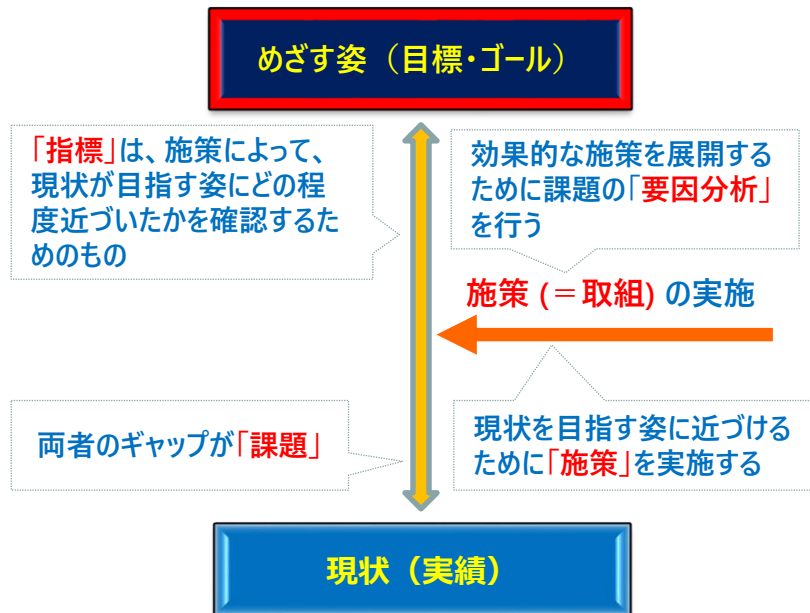 めざす姿（目標・ゴール）
「指標」は、施策によって、
現状が目指す姿にどの程
度近づいたかを確認するた
めのもの
効果的な施策を展開する
ために課題の「要因分析」
を行う
施策 (＝取組) の実施
両者のギャップが「課題」
現状を目指す姿に近づける
ために「施策」を実施する
現状（実績）